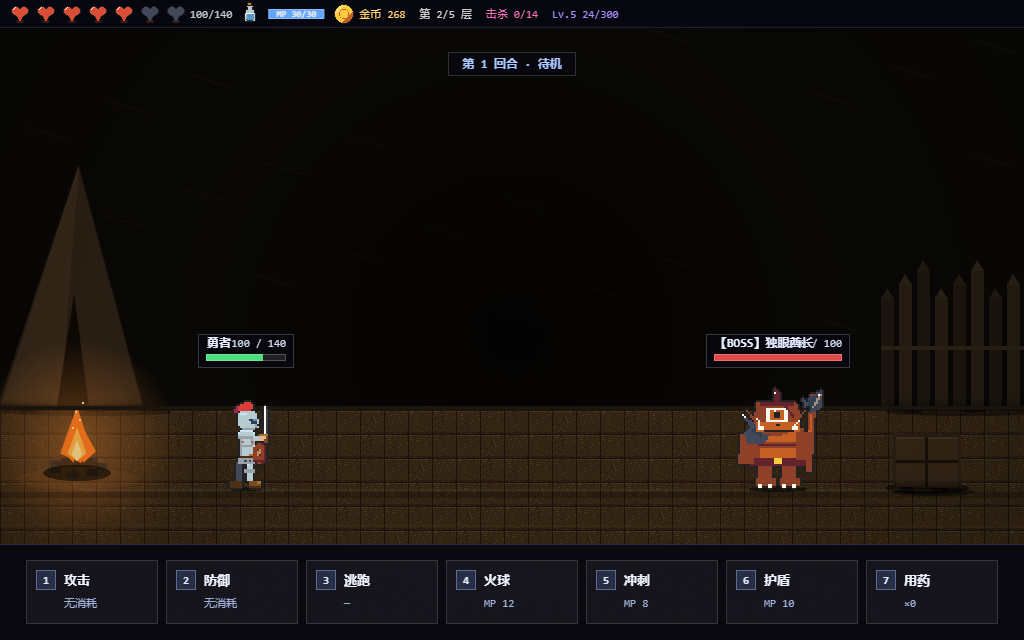 100/140 MP 30/30 金币 268 第 2/5 层 击杀 0/14 Lv.5 24/300
第 1 回合 · 待机
勇者100 / 140
【BOSS】独眼酋长/ 100
1 攻击 2 防御 3 逃跑 4 火球 5 冲刺 6 护盾 7 用药
无消耗 无消耗 — MP 12 MP 8 MP 10 ×0